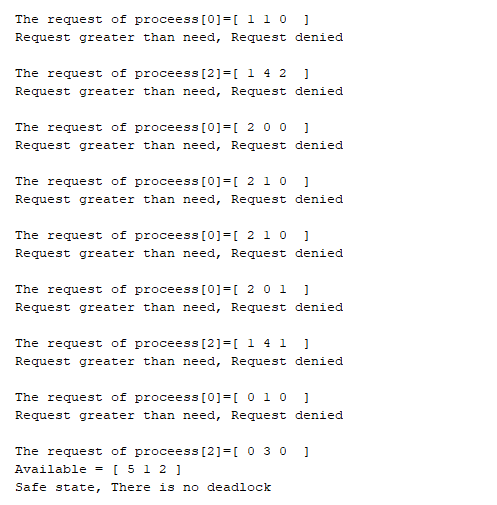 The request of proceess[0]=[ 1 1 0  ]
Request greater than need, Request denied
The request of proceess[2]=[ 1 4 2  ]
Request greater than need, Request denied
The request of proceess[0]=[ 2 0 0  ]
Request greater than need, Request denied
The request of proceess[0]=[ 2 1 0  ]
Request greater than need, Request denied
The request of proceess[0]=[ 2 1 0  ]
Request greater than need, Request denied
The request of proceess[0]=[ 2 0 1  ]
Request greater than need, Request denied
The request of proceess[2]=[ 1 4 1  ]
Request greater than need, Request denied
The request of proceess[0]=[ 0 1 0  ]
Request greater than need, Request denied
The request of proceess[2]=[ 0 3 0  ]
Available = [ 5 1 2 ]
Safe state, There is no deadlock